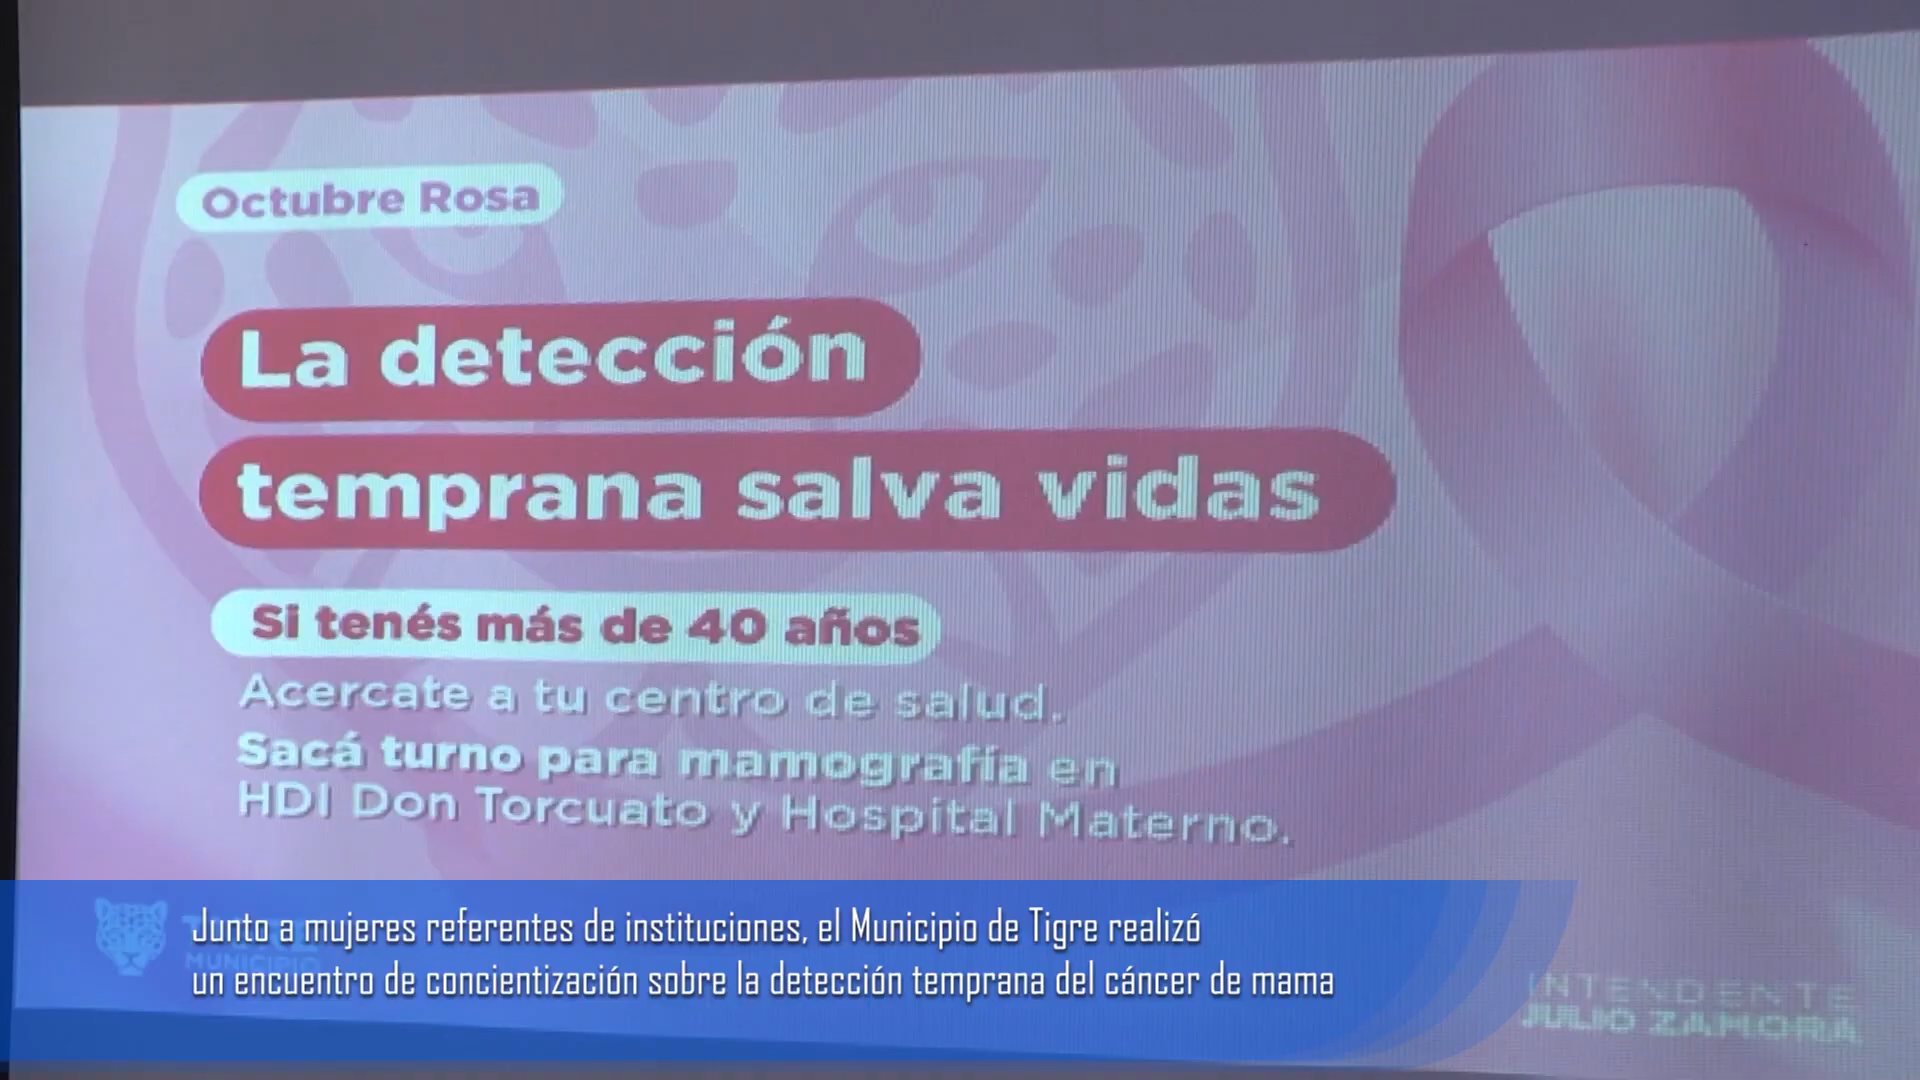 Octubre Rosa
La detección
temprana salva vidas
Si tenés más de 40 años
Acercate a tu centro de salud.
Sacá turno para mamografía en
HDI Don Torcuato y Hospital Materno.
Junto a mujeres referentes de instituciones, el Municipio de Tigre realizó
MUNICIPIO
un encuentro de concientización sobre la detección temprana del cáncer de mama
INTENDENTE
JULIO ZAMORA